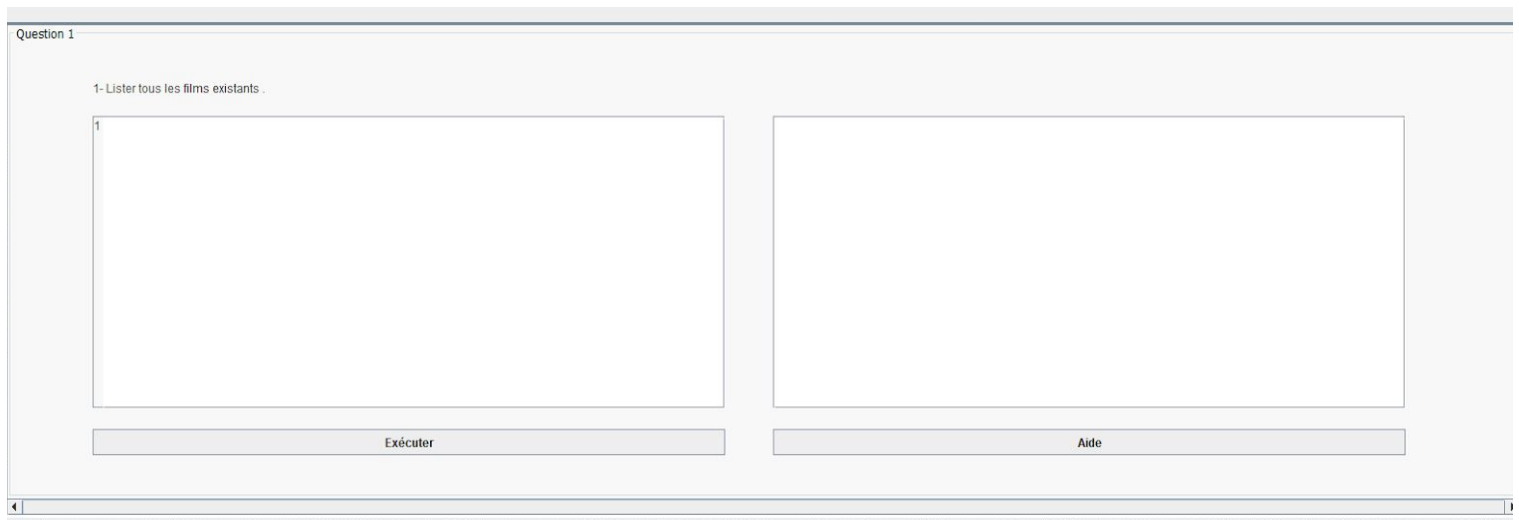 Question 1
1- Lister tous les films existants .
1
Exécuter
Aide